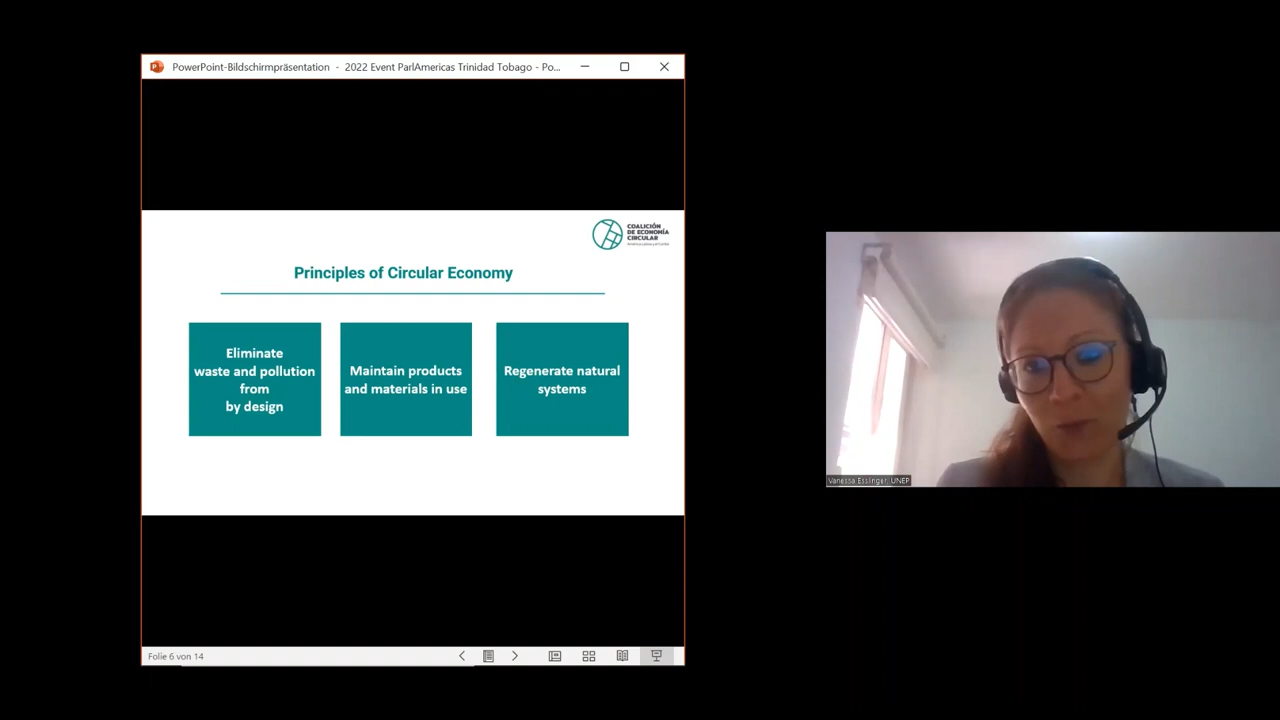 PowerPoint-Bildschirmpräsentation - 2022 Event ParlAmericas Trinidad Tobago - Po...
COALICIÓN
DE ECONOMÍA
CIRCULAR
Principles of Circular Economy
Eliminate
waste and pollution
from
by design
Maintain products
and materials in use
Regenerate natural
systems
Vanessa Esslinger, UNEP
Folie 6 von 14